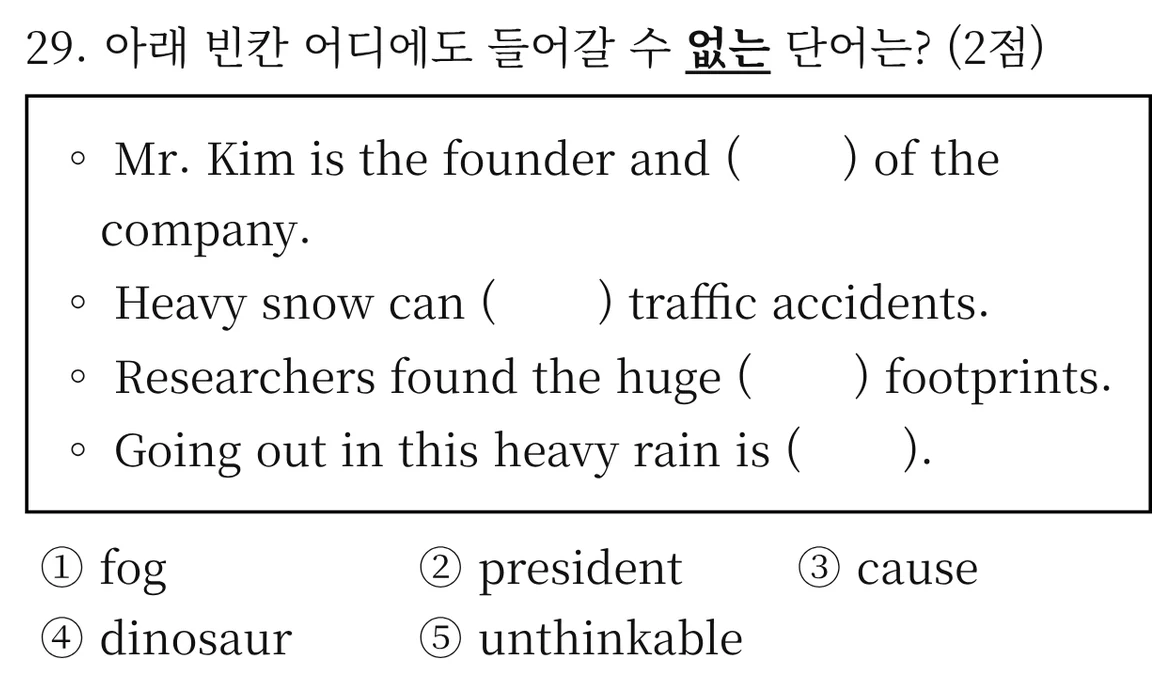 29. 아래 빈칸 어디에도 들어갈 수 없는 단어는? (2점)
◦ Mr. Kim is the founder and (      ) of the
company.
◦ Heavy snow can (      ) traffic accidents.
◦ Researchers found the huge (      ) footprints.
◦ Going out in this heavy rain is (      ).
① fog ② president ③ cause
④ dinosaur ⑤ unthinkable